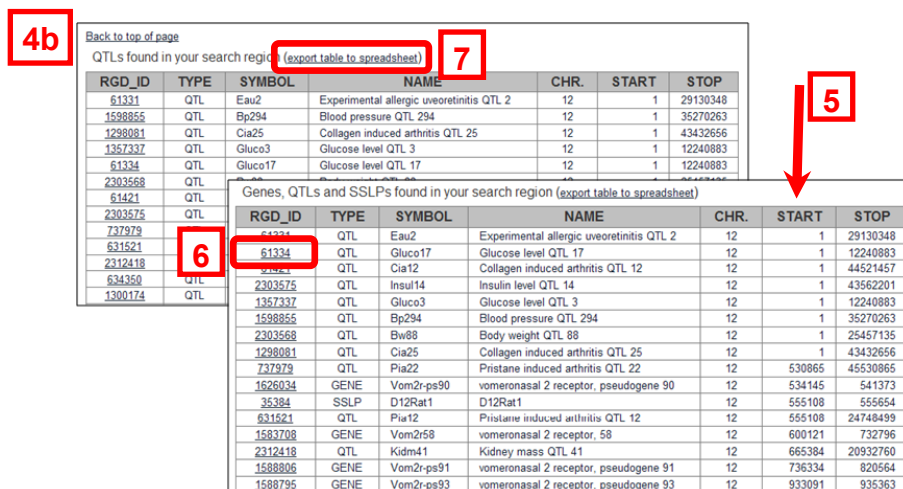 4b
Back to top of page
QTLs found in your search region (export table to spreadsheet)
7
RGD_ID TYPE SYMBOL NAME CHR. START STOP
61331 QTL Eau2 Experimental allergic uveoretinitis QTL 2 12 1 29130348
1598855 QTL Bp294 Blood pressure QTL 294 12 1 35270263
1298081 QTL Cia25 Collagen induced arthritis QTL 25 12 1 43432656
1357337 QTL Gluco3 Glucose level QTL 3 12 1 12240883
61334 QTL Gluco17 Glucose level QTL 17 12 1 12240883
2303568 QTL
61421 QTL
2303575 QTL
737979
631521
2312418
634350 QTL
1300174 QTL
5
6
Genes, QTLs and SSLPs found in your search region (export table to spreadsheet)
RGD_ID TYPE SYMBOL NAME CHR. START STOP
61331 QTL Eau2 Experimental allergic uveoretinitis QTL 2 12 1 29130348
61334 QTL Gluco17 Glucose level QTL 17 12 1 12240883
61421 QTL Cia12 Collagen induced arthritis QTL 12 12 1 44521457
2303575 QTL Insul14 Insulin level QTL 14 12 1 43562201
1357337 QTL Gluco3 Glucose level QTL 3 12 1 12240883
1598855 QTL Bp294 Blood pressure QTL 294 12 1 35270263
2303568 QTL Bw88 Body weight QTL 88 12 1 25457135
1298081 QTL Cia25 Collagen induced arthritis QTL 25 12 1 43432656
737979 QTL Pia22 Pristane induced arthritis QTL 22 12 530865 45530865
1626034 GENE Vom2r-ps90 vomeronasal 2 receptor, pseudogene 90 12 534145 541373
35384 SSLP D12Rat1 D12Rat1 12 555108 555654
631521 QTL Pia12 Pristane induced arthritis QTL 12 12 555108 24748499
1583708 GENE Vom2r58 vomeronasal 2 receptor, 58 12 600121 732796
2312418 QTL Kidm41 Kidney mass QTL 41 12 665384 20932760
1588806 GENE Vom2r-ps91 vomeronasal 2 receptor, pseudogene 91 12 736334 820564
1588795 GENE Vom2r-ps93 vomeronasal 2 receptor, pseudogene 93 12 933091 935363